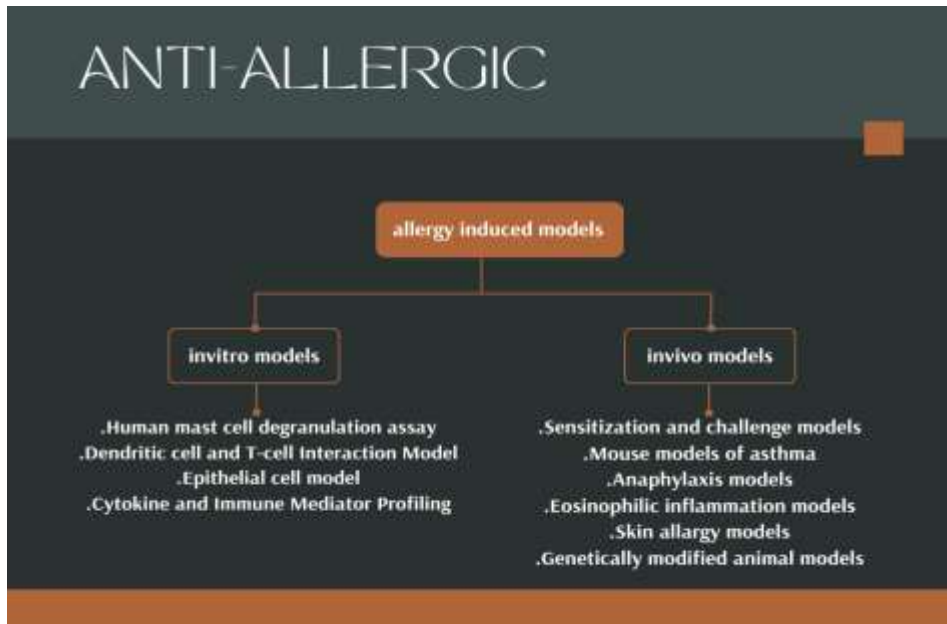 ANTI-ALLERGIC
allergy induced models
invitro models
.Human mast cell degranulation assay
.Dendritic cell and T-cell Interaction Model
.Epithelial cell model
.Cytokine and Immune Mediator Profiling
invivo models
.Sensitization and challenge models
.Mouse models of asthma
.Anaphylaxis models
.Eosinophilic inflammation models
.Skin allargy models
.Genetically modified animal models